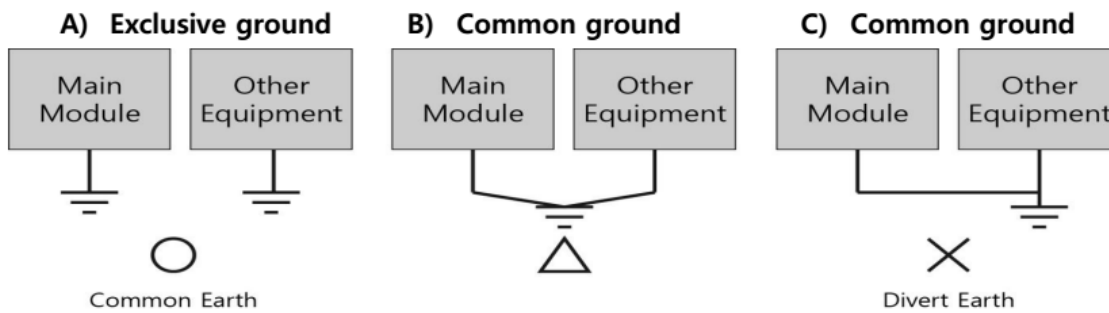 A) Exclusive ground
B) Common ground
C) Common ground
Main
Module
Other
Equipment
Main
Module
Other
Equipment
Main
Module
Other
Equipment
Common Earth
Divert Earth